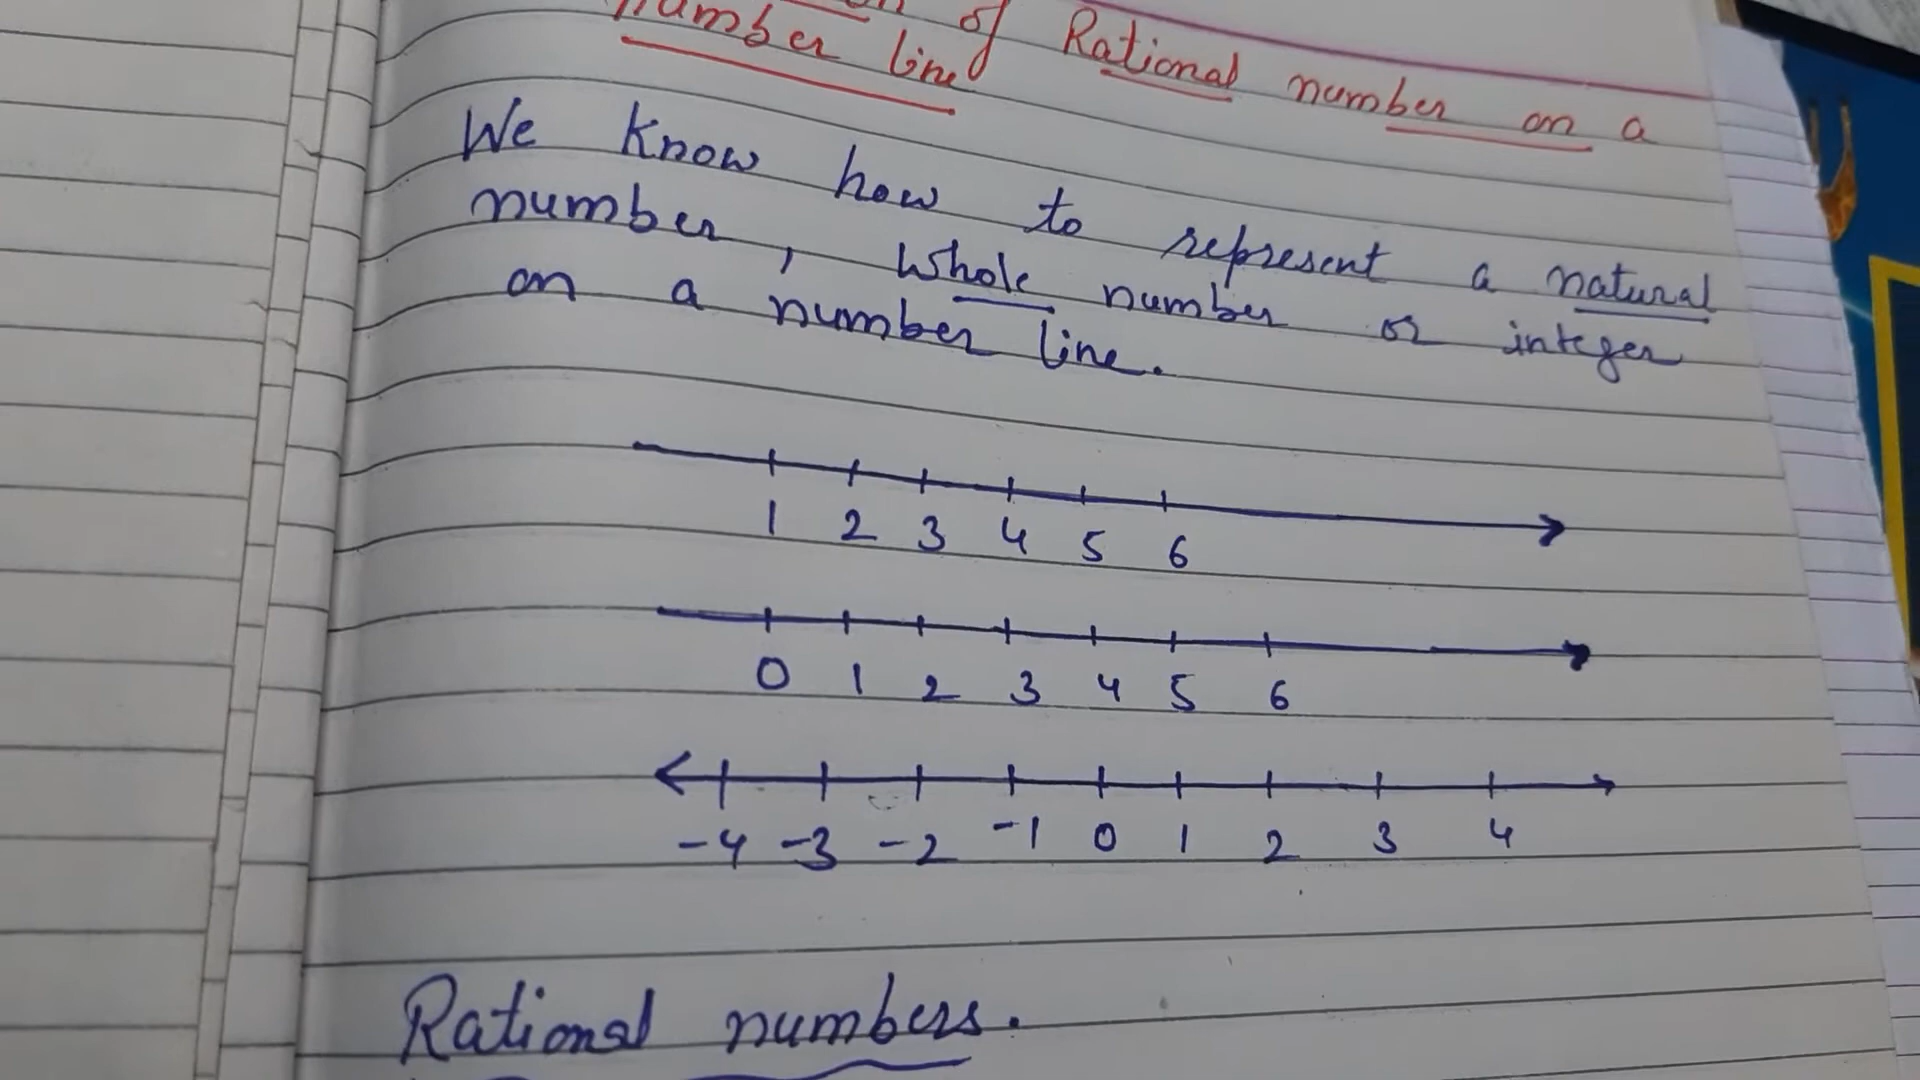 of Rational number on a
number line
We know how to represent a natural
number, whole number or integer
on a number line.
1 2 3 4 5 6
0 1 2 3 4 5 6
-4 -3 -2 -1 0 1 2 3 4
Rational numbers.